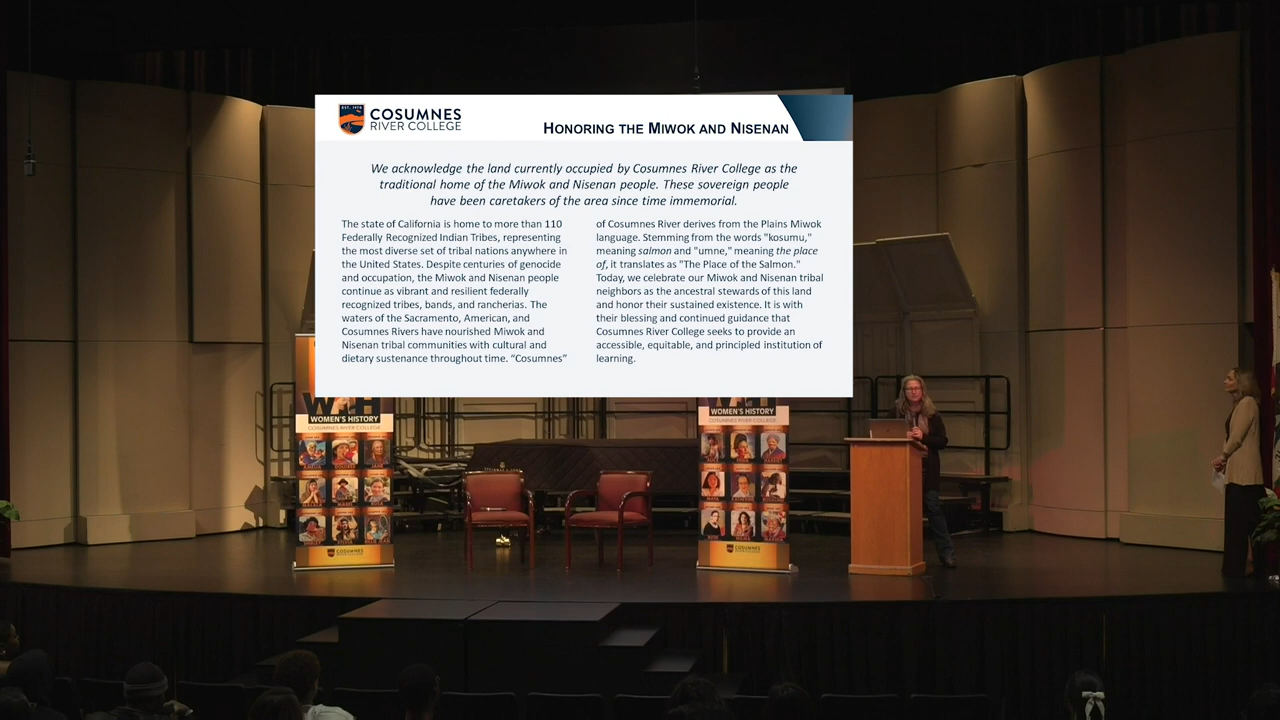 EST. 1970
COSUMNES
RIVER COLLEGE
HONORING THE MIWOK AND NISENAN
We acknowledge the land currently occupied by Cosumnes River College as the
traditional home of the Miwok and Nisenan people. These sovereign people
have been caretakers of the area since time immemorial.
The state of California is home to more than 110
Federally Recognized Indian Tribes, representing
the most diverse set of tribal nations anywhere in
the United States. Despite centuries of genocide
and occupation, the Miwok and Nisenan people
continue as vibrant and resilient federally
recognized tribes, bands, and rancherias. The
waters of the Sacramento, American, and
Cosumnes Rivers have nourished Miwok and
Nisenan tribal communities with cultural and
dietary sustenance throughout time. “Cosumnes”
of Cosumnes River derives from the Plains Miwok
language. Stemming from the words "kosumu,"
meaning salmon and "umne," meaning the place
of, it translates as "The Place of the Salmon."
Today, we celebrate our Miwok and Nisenan tribal
neighbors as the ancestral stewards of this land
and honor their sustained existence. It is with
their blessing and continued guidance that
Cosumnes River College seeks to provide an
accessible, equitable, and principled institution of
learning.
WOMEN'S HISTORY
COSUMNES RIVER COLLEGE
COSUMNES
RIVER COLLEGE
WOMEN'S HISTORY
COSUMNES RIVER COLLEGE
COSUMNES
RIVER COLLEGE